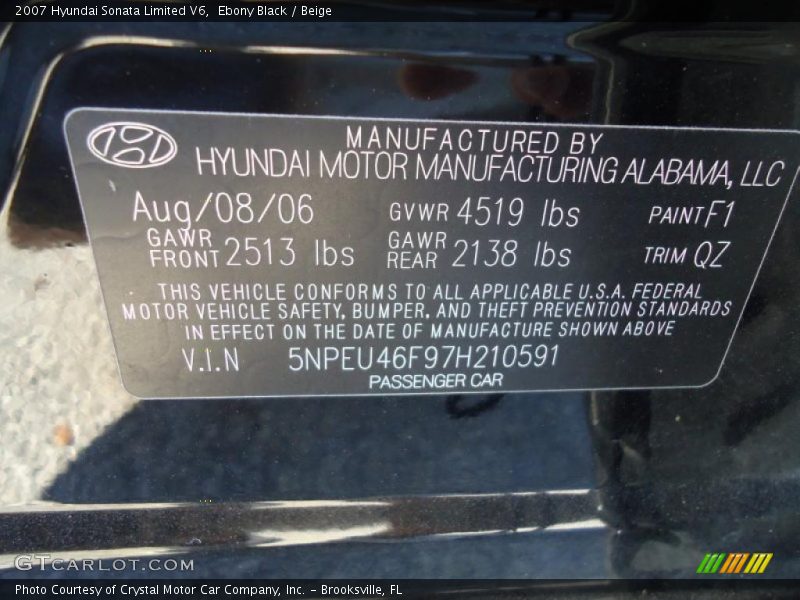 2007 Hyundai Sonata Limited V6,  Ebony Black / Beige
MANUFACTURED BY
HYUNDAI MOTOR MANUFACTURING ALABAMA, LLC
Aug/08/06 GVWR 4519 lbs PAINT F1
GAWR FRONT 2513 lbs GAWR REAR 2138 lbs TRIM QZ
THIS VEHICLE CONFORMS TO ALL APPLICABLE U.S.A. FEDERAL
MOTOR VEHICLE SAFETY, BUMPER, AND THEFT PREVENTION STANDARDS
IN EFFECT ON THE DATE OF MANUFACTURE SHOWN ABOVE
V.I.N 5NPEU46F97H210591
PASSENGER CAR
GTCARLOT.COM
Photo Courtesy of Crystal Motor Car Company, Inc. – Brooksville, FL